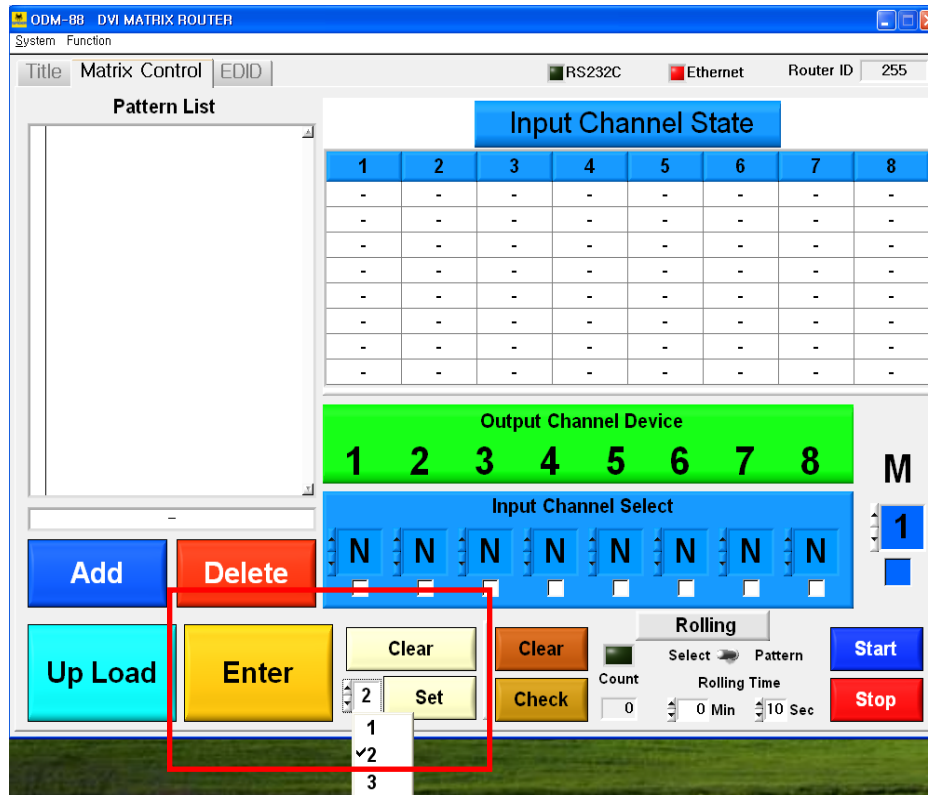 ODM-88 DVI MATRIX ROUTER
System Function
Title Matrix Control EDID RS232C Ethernet Router ID 255
Pattern List
Input Channel State
1 2 3 4 5 6 7 8
- - - - - - - -
- - - - - - - -
- - - - - - - -
- - - - - - - -
- - - - - - - -
- - - - - - - -
- - - - - - - -
- - - - - - - -
Output Channel Device
1 2 3 4 5 6 7 8
M
Input Channel Select
–
N N N N N N N N
1
Add Delete
Rolling
Up Load Enter Clear Clear Select Pattern Start
Count Rolling Time
2 Set Check 0 0 Min 10 Sec Stop
1
✓2
3